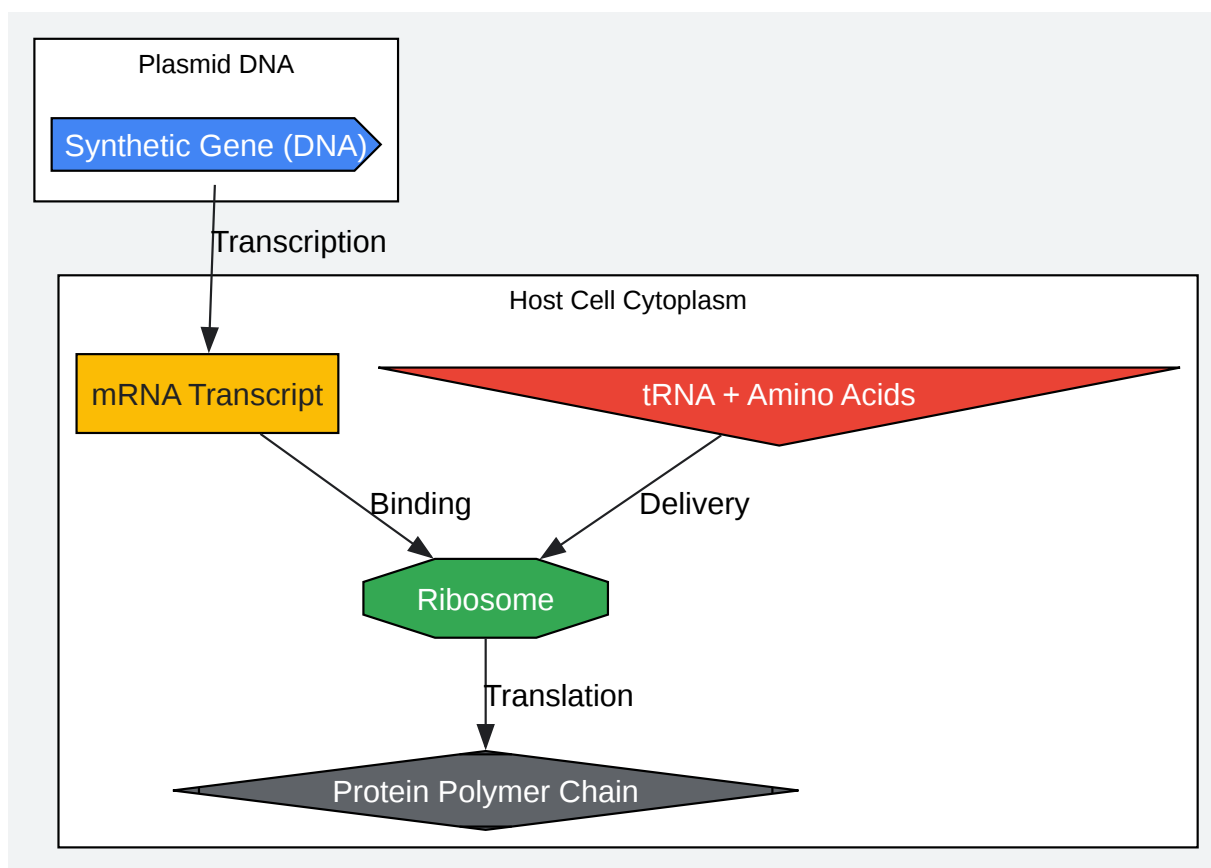 Plasmid DNA
Synthetic Gene (DNA)
Transcription
Host Cell Cytoplasm
mRNA Transcript
tRNA + Amino Acids
Binding
Delivery
Ribosome
Translation
Protein Polymer Chain